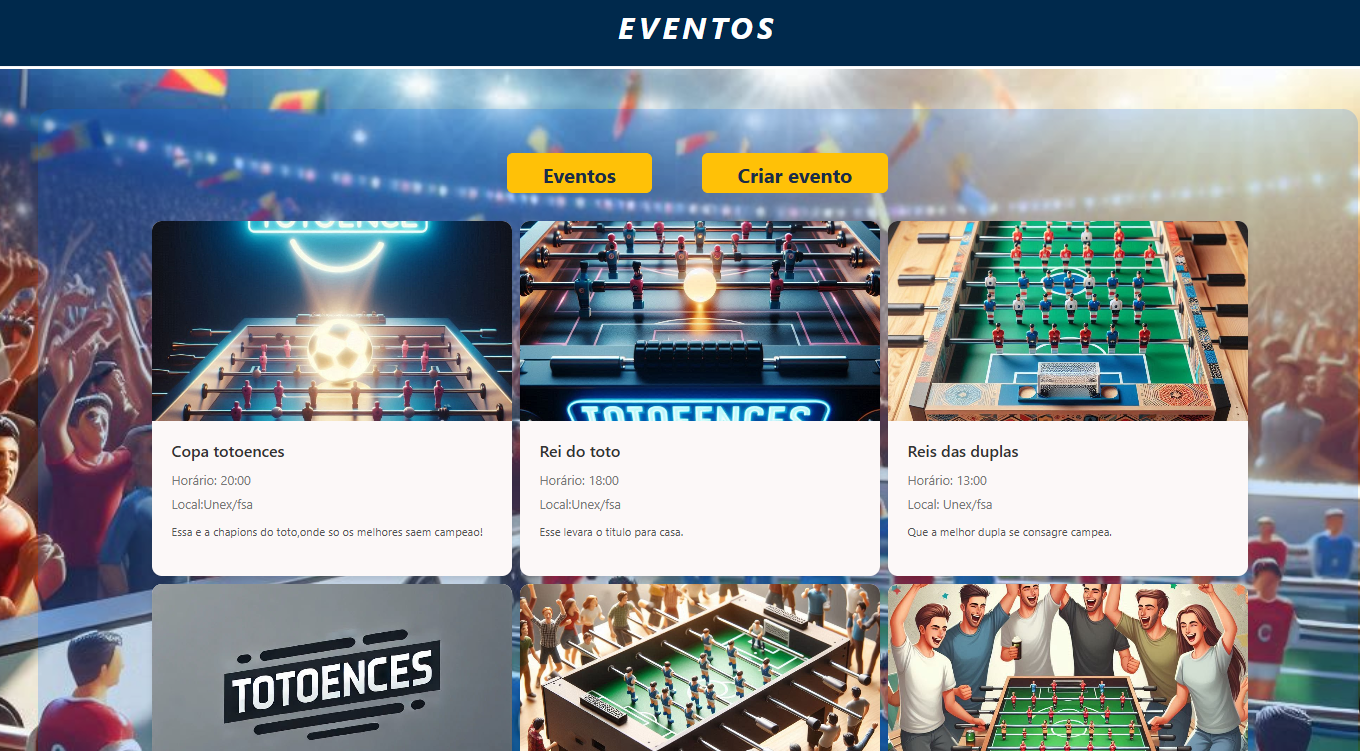 EVENTOS
Eventos
Criar evento
TOTOENCE
TOTOEENCES
Copa totoences
Horário: 20:00
Local:Unex/fsa
Essa e a chapions do toto,onde so os melhores saem campeao!
Rei do toto
Horário: 18:00
Local:Unex/fsa
Esse levara o titulo para casa.
Reis das duplas
Horário: 13:00
Local: Unex/fsa
Que a melhor dupla se consagre campea.
TOTOENCES